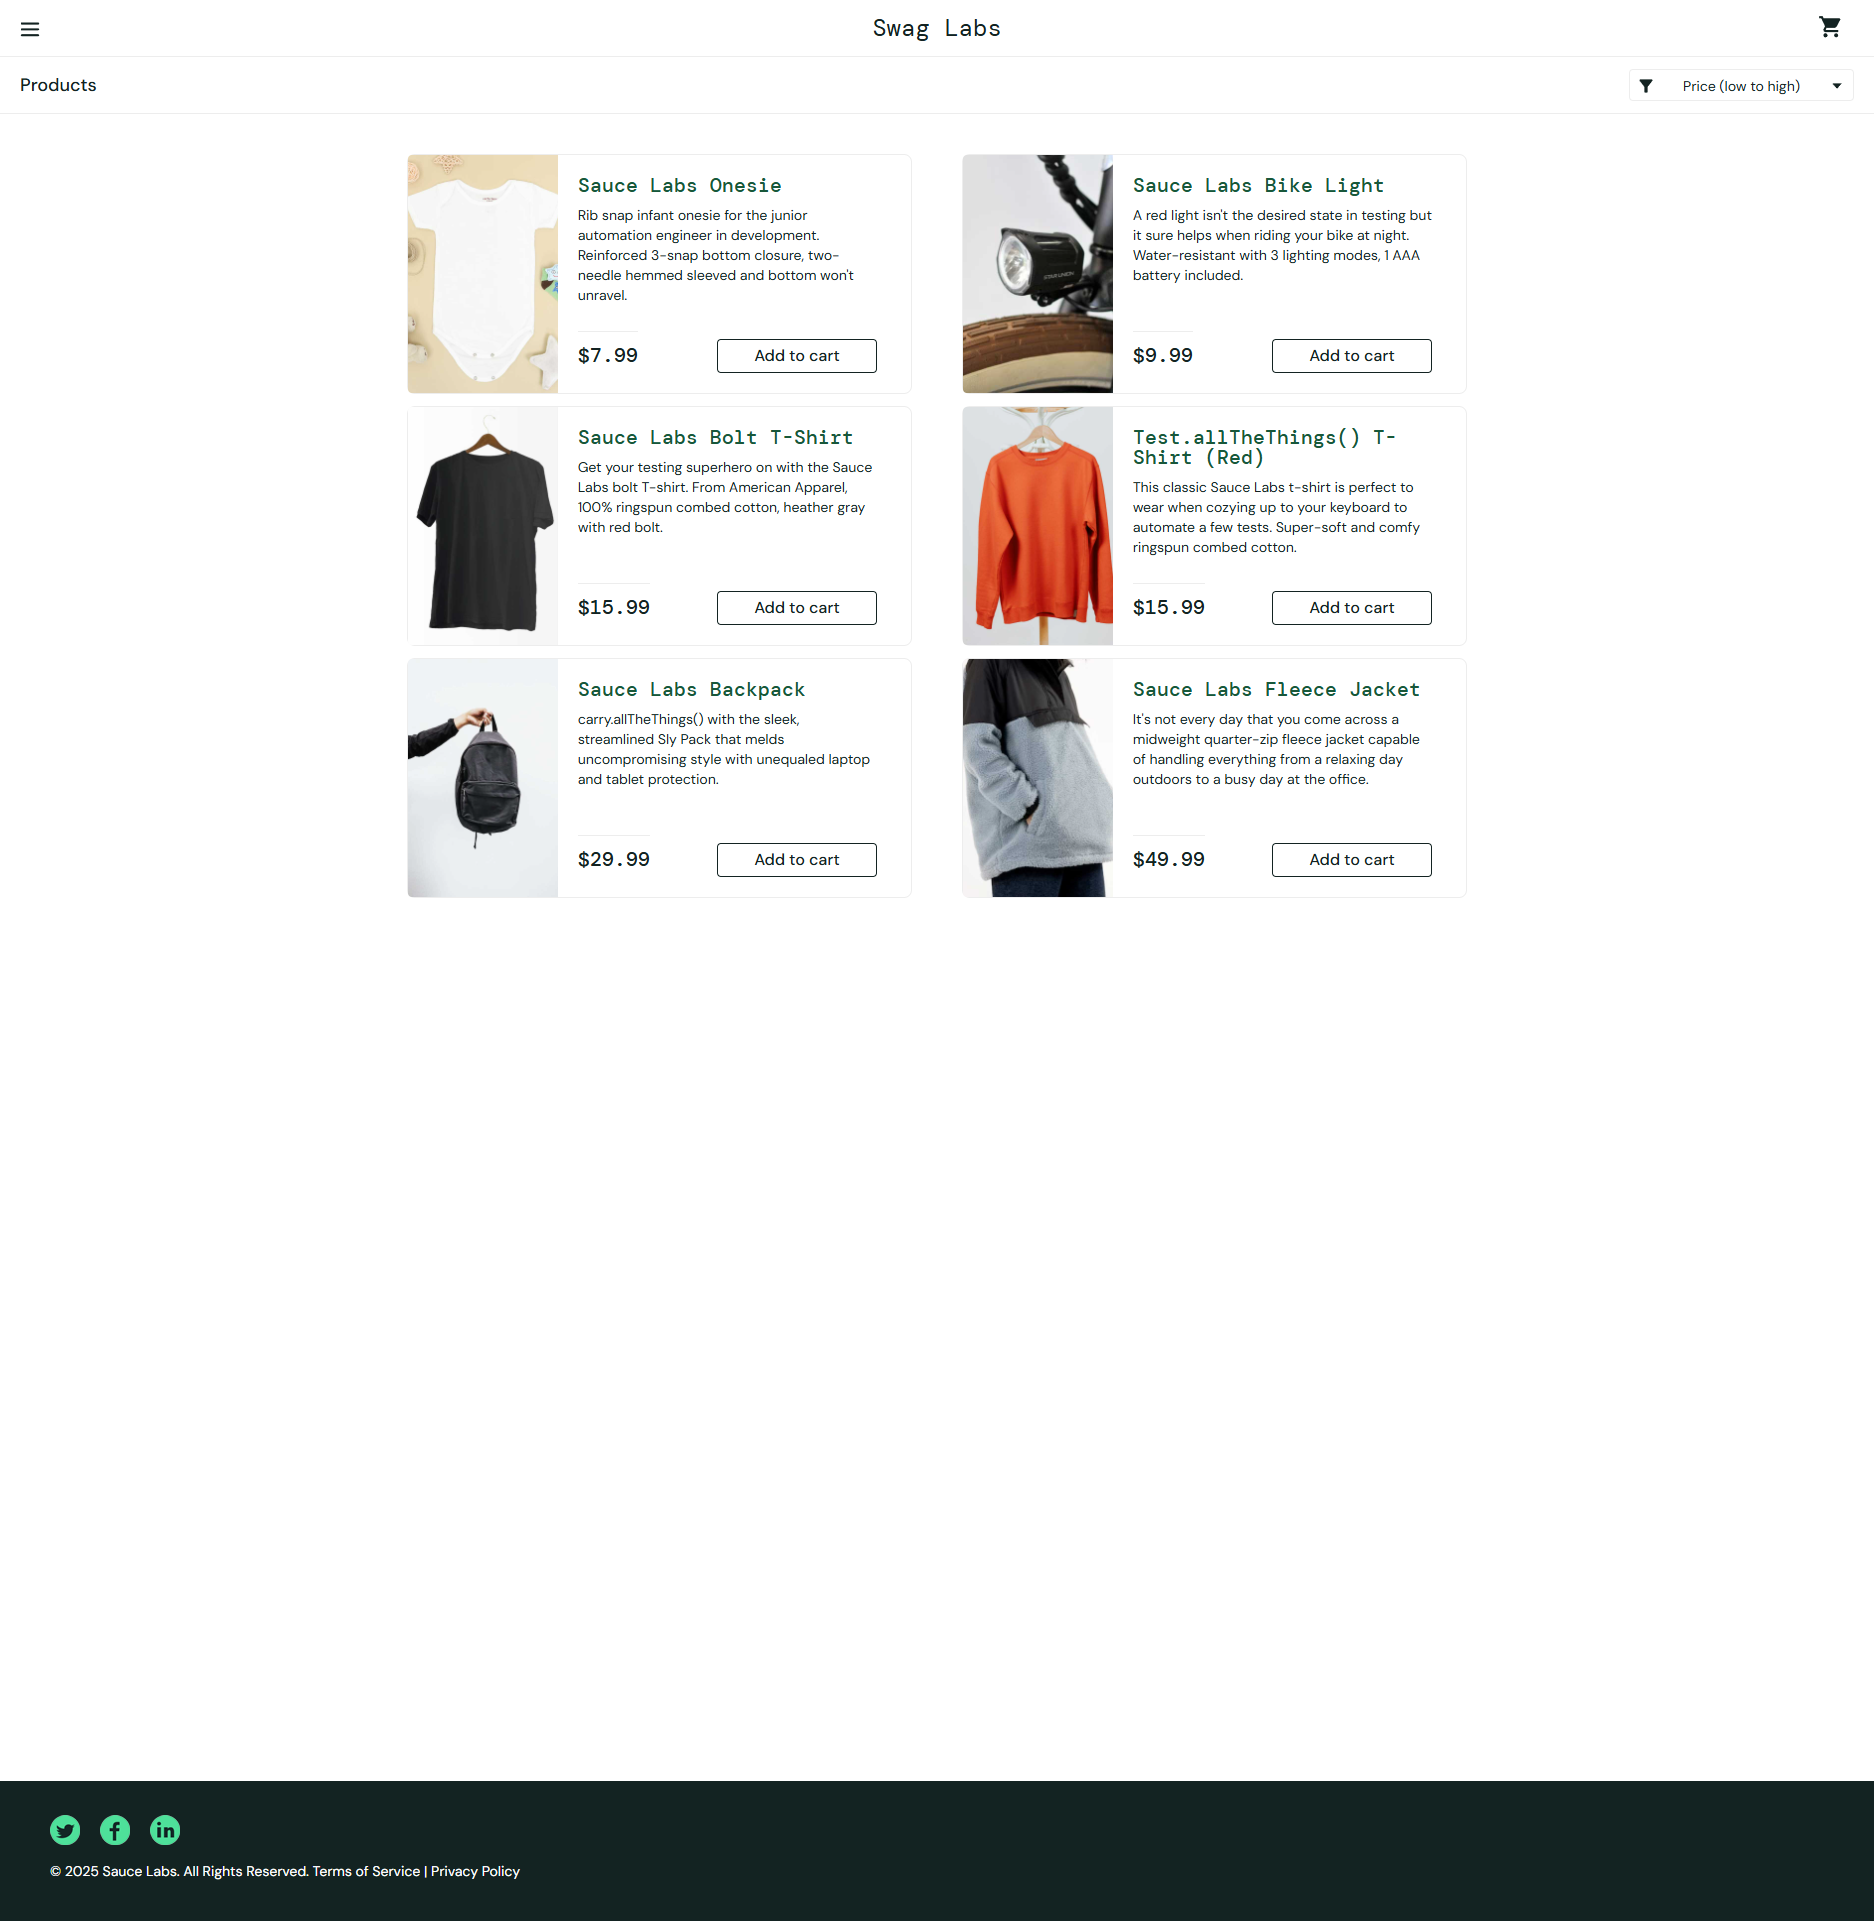 Swag Labs
Products
Price (low to high)
Sauce Labs Onesie
Rib snap infant onesie for the junior
automation engineer in development.
Reinforced 3-snap bottom closure, two-
needle hemmed sleeved and bottom won't
unravel.
$7.99
Add to cart
Sauce Labs Bike Light
A red light isn't the desired state in testing but
it sure helps when riding your bike at night.
Water-resistant with 3 lighting modes, 1 AAA
battery included.
$9.99
Add to cart
Sauce Labs Bolt T-Shirt
Get your testing superhero on with the Sauce
Labs bolt T-shirt. From American Apparel,
100% ringspun combed cotton, heather gray
with red bolt.
$15.99
Add to cart
Test.allTheThings() T-
Shirt (Red)
This classic Sauce Labs t-shirt is perfect to
wear when cozying up to your keyboard to
automate a few tests. Super-soft and comfy
ringspun combed cotton.
$15.99
Add to cart
Sauce Labs Backpack
carry.allTheThings() with the sleek,
streamlined Sly Pack that melds
uncompromising style with unequaled laptop
and tablet protection.
$29.99
Add to cart
Sauce Labs Fleece Jacket
It's not every day that you come across a
midweight quarter-zip fleece jacket capable
of handling everything from a relaxing day
outdoors to a busy day at the office.
$49.99
Add to cart
© 2025 Sauce Labs. All Rights Reserved. Terms of Service | Privacy Policy